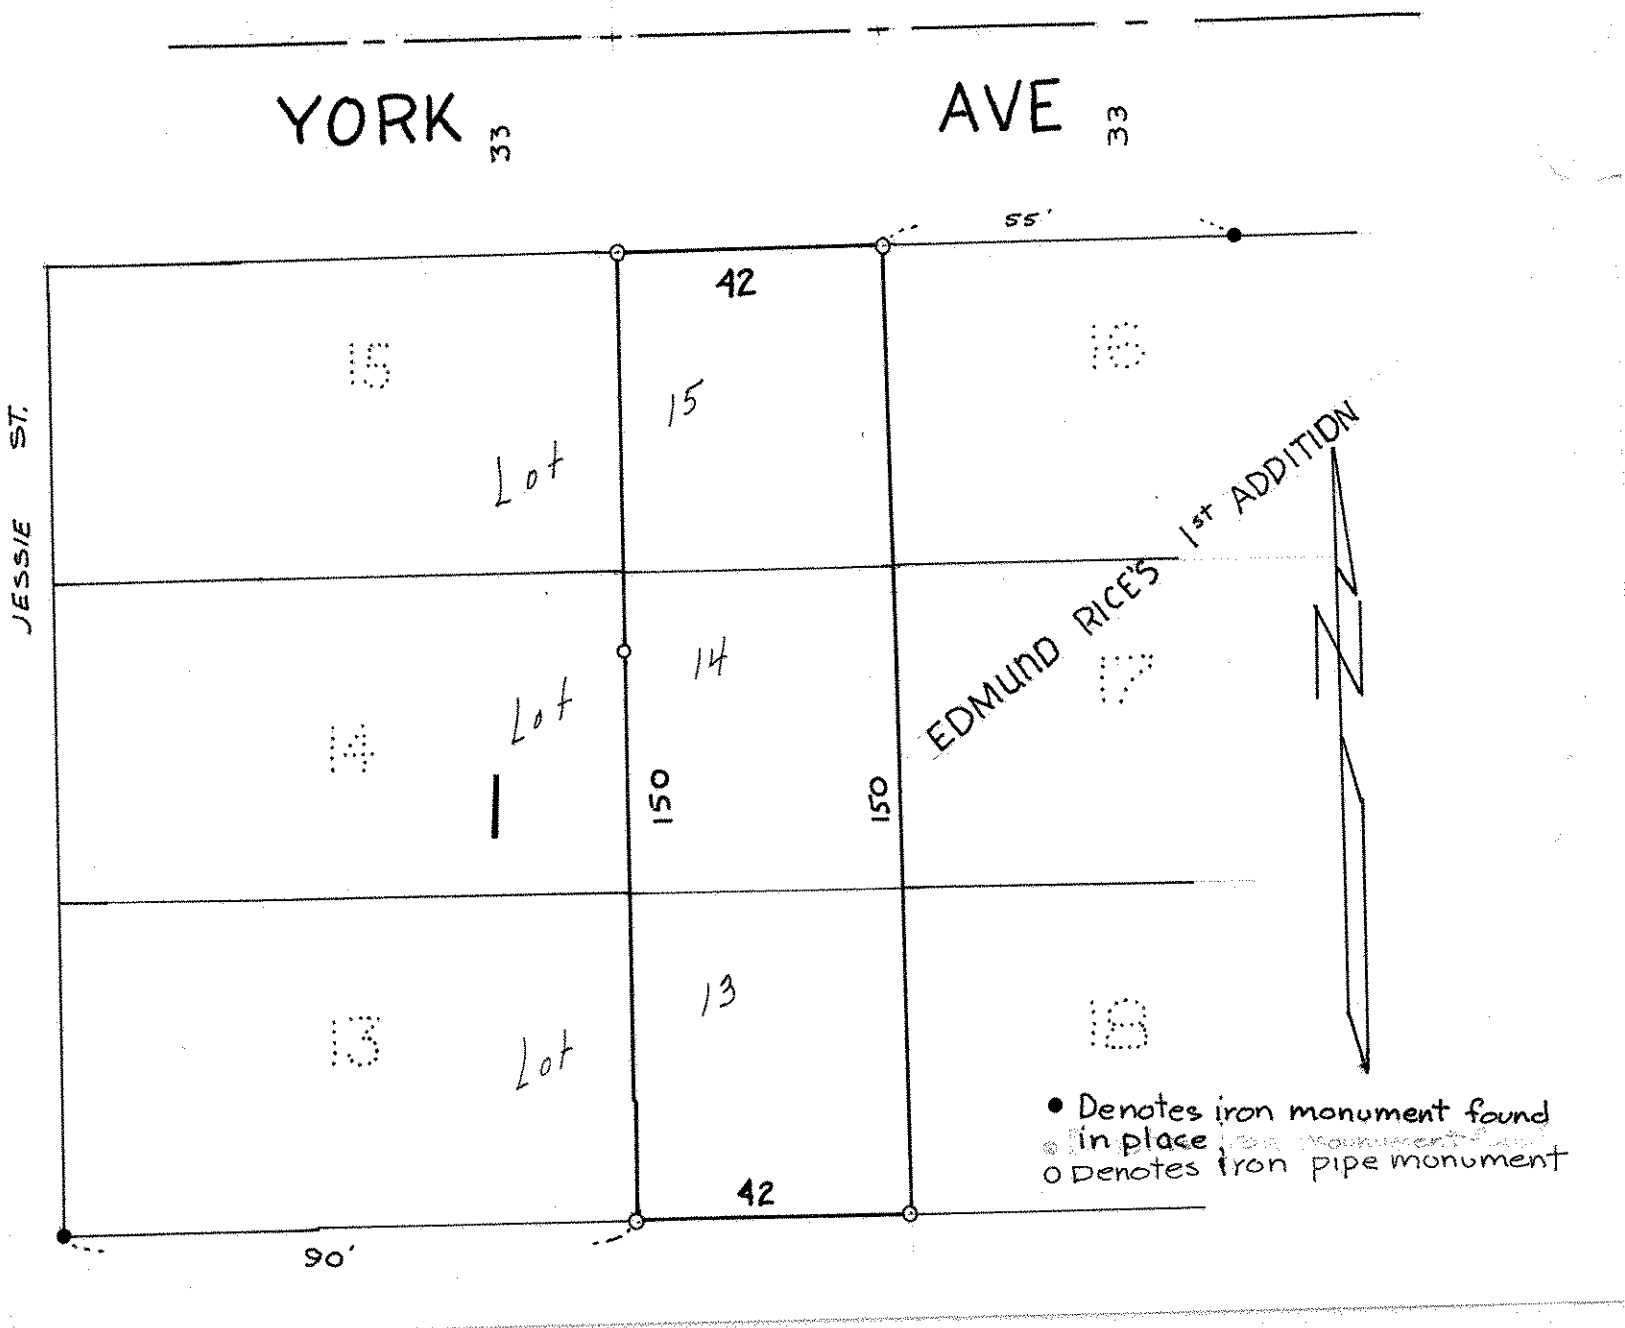 YORK 33 AVE 33
55'
42
15
16
15
Lot
JESSIE ST.
EDMUND RICE'S 1st ADDITION
14
17
Lot
14
150
150
13
13
18
Lot
Denotes iron monument found
in place
Denotes iron pipe monument
42
90'